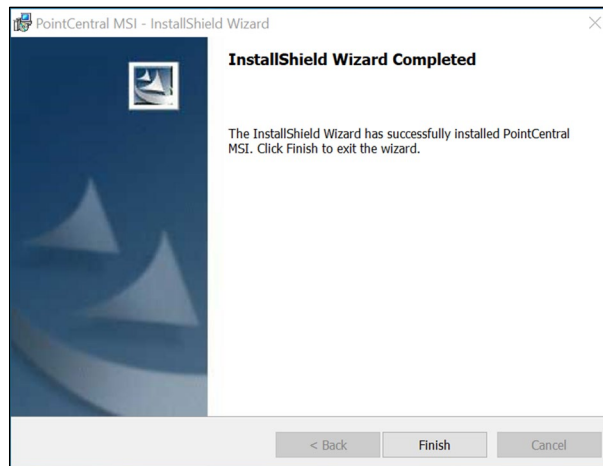 PointCentral MSI - InstallShield Wizard
InstallShield Wizard Completed
The InstallShield Wizard has successfully installed PointCentral
MSI. Click Finish to exit the wizard.
< Back
Finish
Cancel